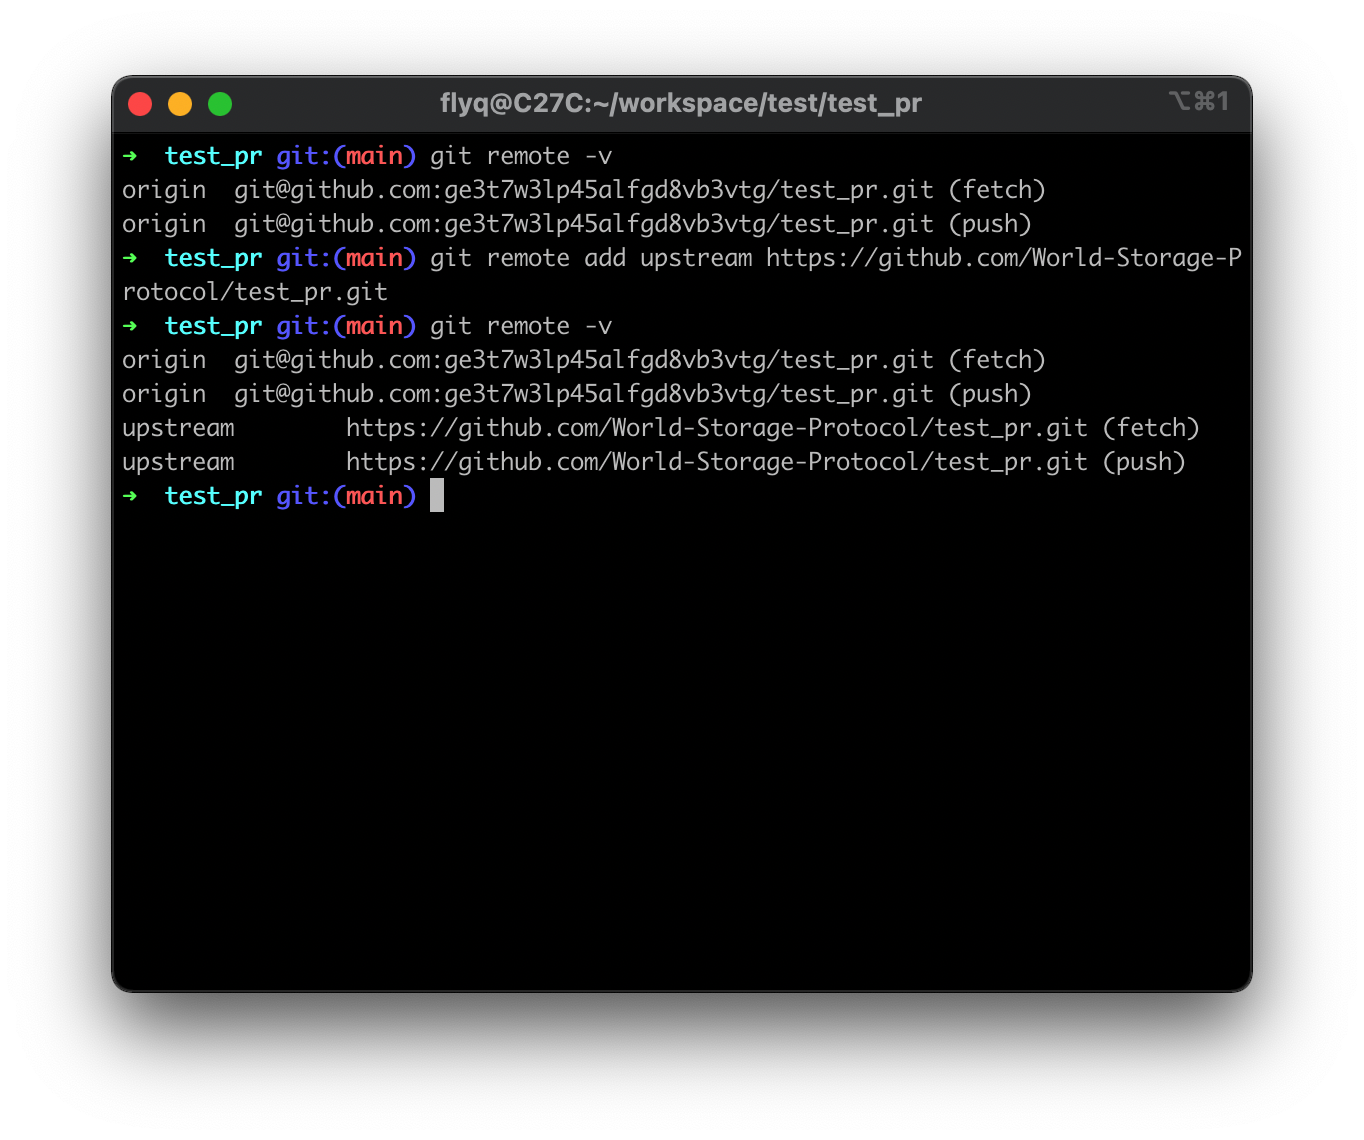 flyq@C27C:~/workspace/test/test_pr
⌥⌘1
➜  test_pr git:(main) git remote -v
origin  git@github.com:ge3t7w3lp45alfgd8vb3vtg/test_pr.git (fetch)
origin  git@github.com:ge3t7w3lp45alfgd8vb3vtg/test_pr.git (push)
➜  test_pr git:(main) git remote add upstream https://github.com/World-Storage-P
rotocol/test_pr.git
➜  test_pr git:(main) git remote -v
origin  git@github.com:ge3t7w3lp45alfgd8vb3vtg/test_pr.git (fetch)
origin  git@github.com:ge3t7w3lp45alfgd8vb3vtg/test_pr.git (push)
upstream        https://github.com/World-Storage-Protocol/test_pr.git (fetch)
upstream        https://github.com/World-Storage-Protocol/test_pr.git (push)
➜  test_pr git:(main)